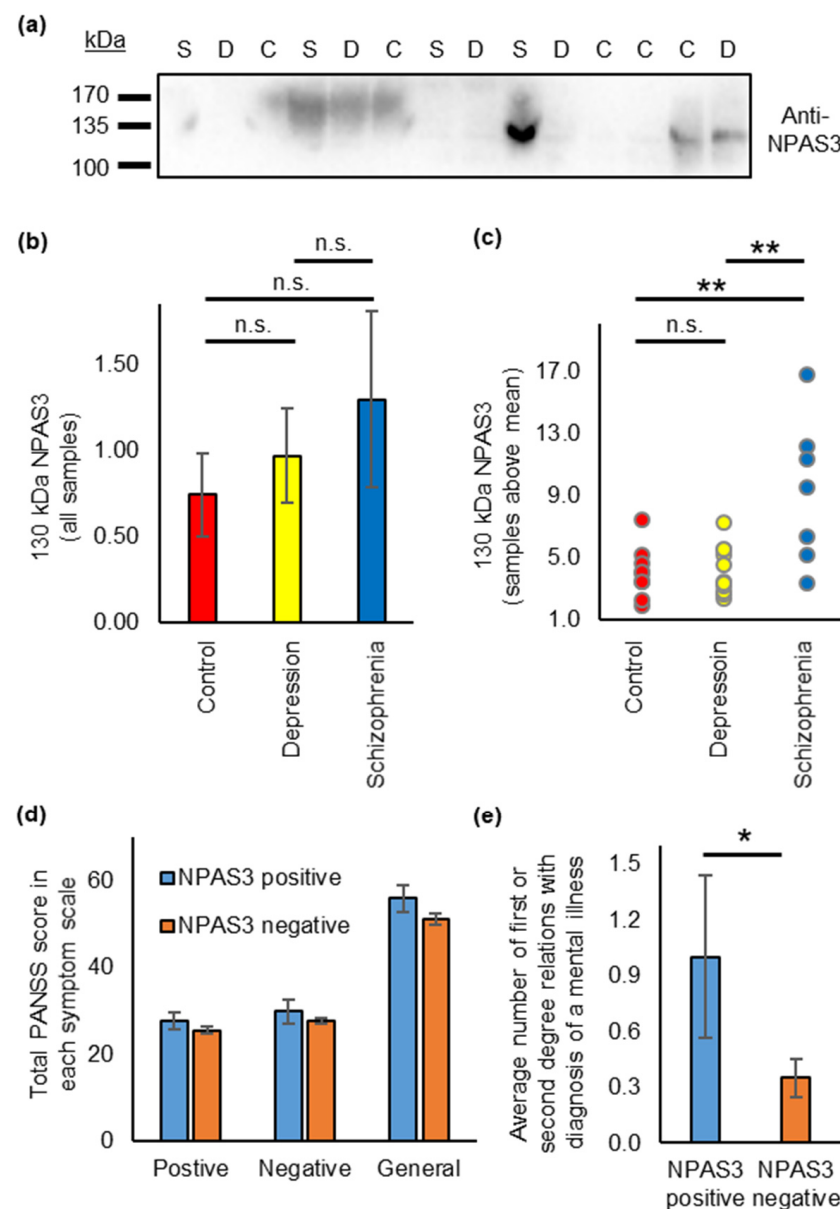 (a)
kDa
S D C S D C S D S D C C C D
170
135
100
Anti-
NPAS3
(b)
n.s.
n.s.
n.s.
130 kDa NPAS3
(all samples)
1.50
1.00
0.50
0.00
Control
Depression
Schizophrenia
(c)
**
**
n.s.
130 kDa NPAS3
(samples above mean)
17.0
13.0
9.0
5.0
1.0
Control
Depressoin
Schizophrenia
(d)
Total PANSS score in
each symptom scale
60
40
20
0
NPAS3 positive
NPAS3 negative
Postive
Negative
General
(e)
*
Average number of first or
second degree relations with
diagnosis of a mental illness
1.5
1.2
0.9
0.6
0.3
0.0
NPAS3 NPAS3
positive negative